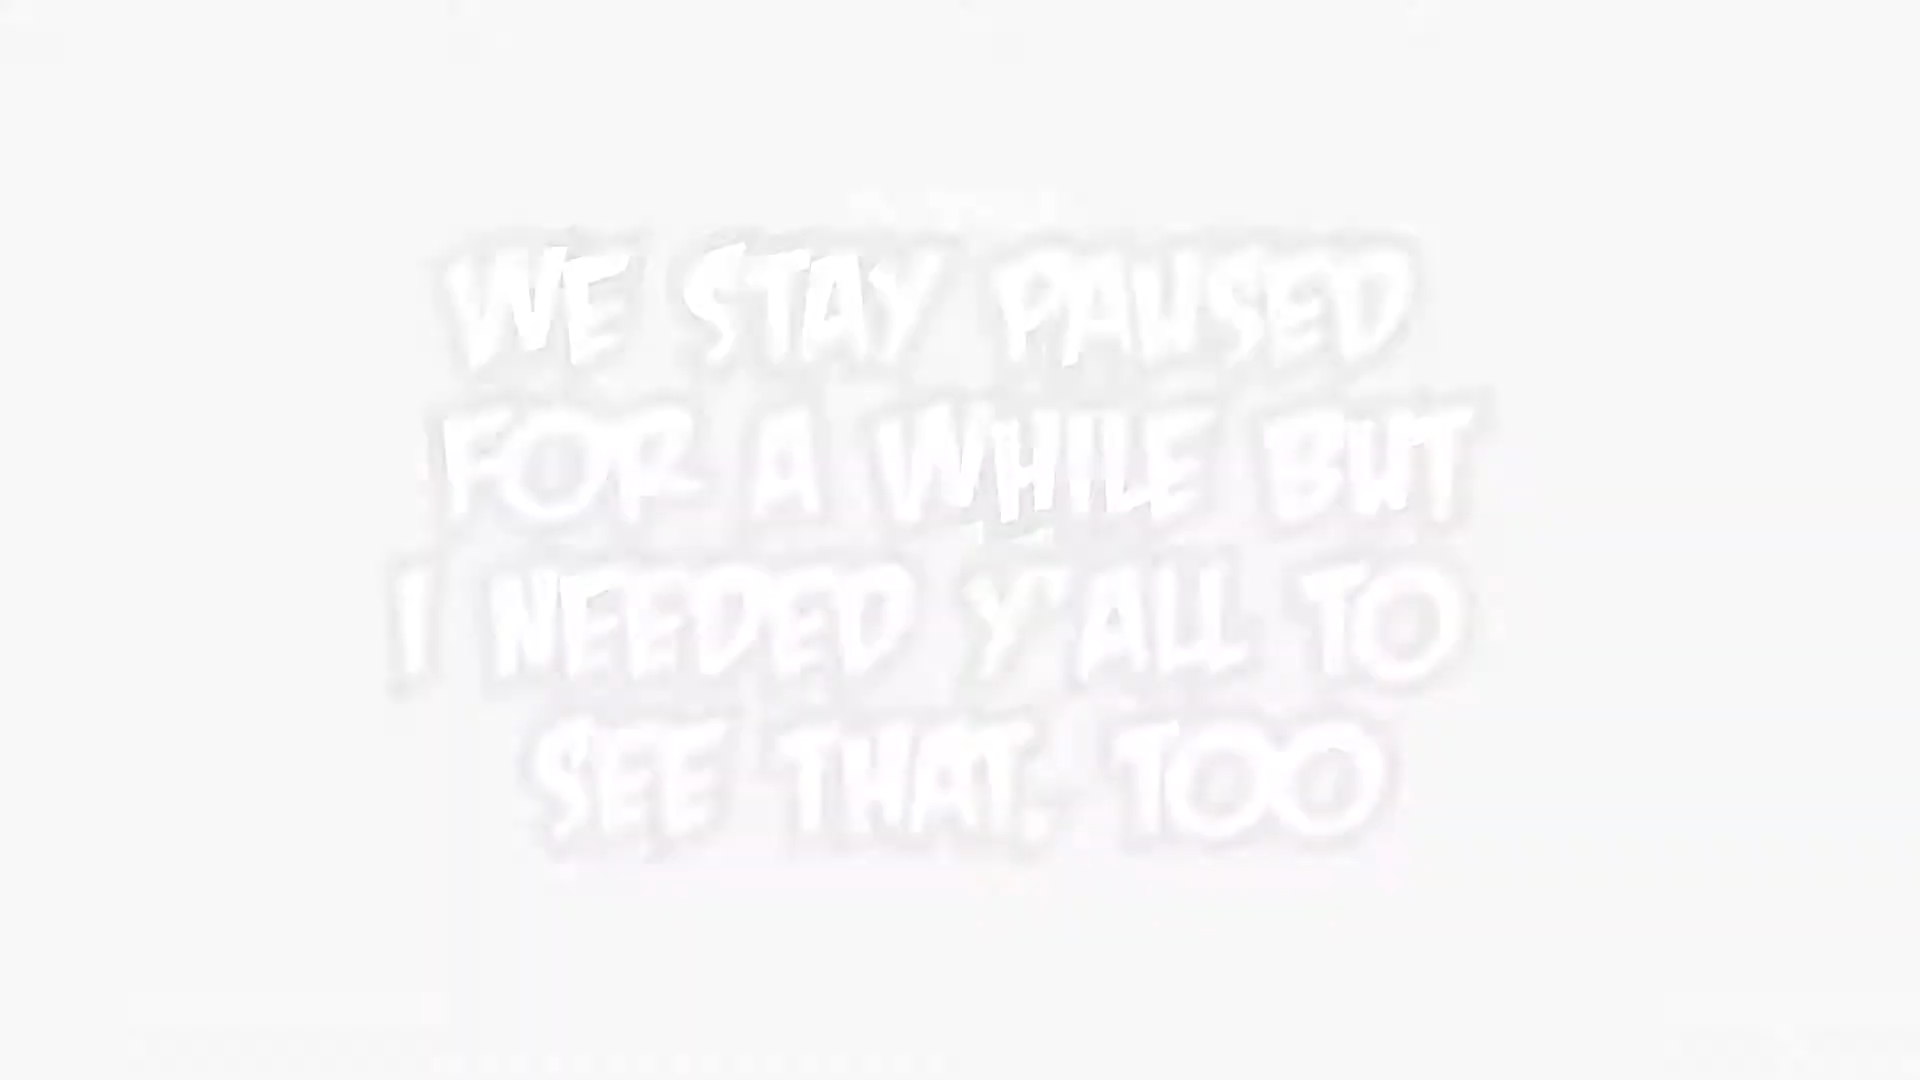 WE STAY PAUSED
FOR A WHILE BUT
I NEEDED Y'ALL TO
SEE THAT, TOO